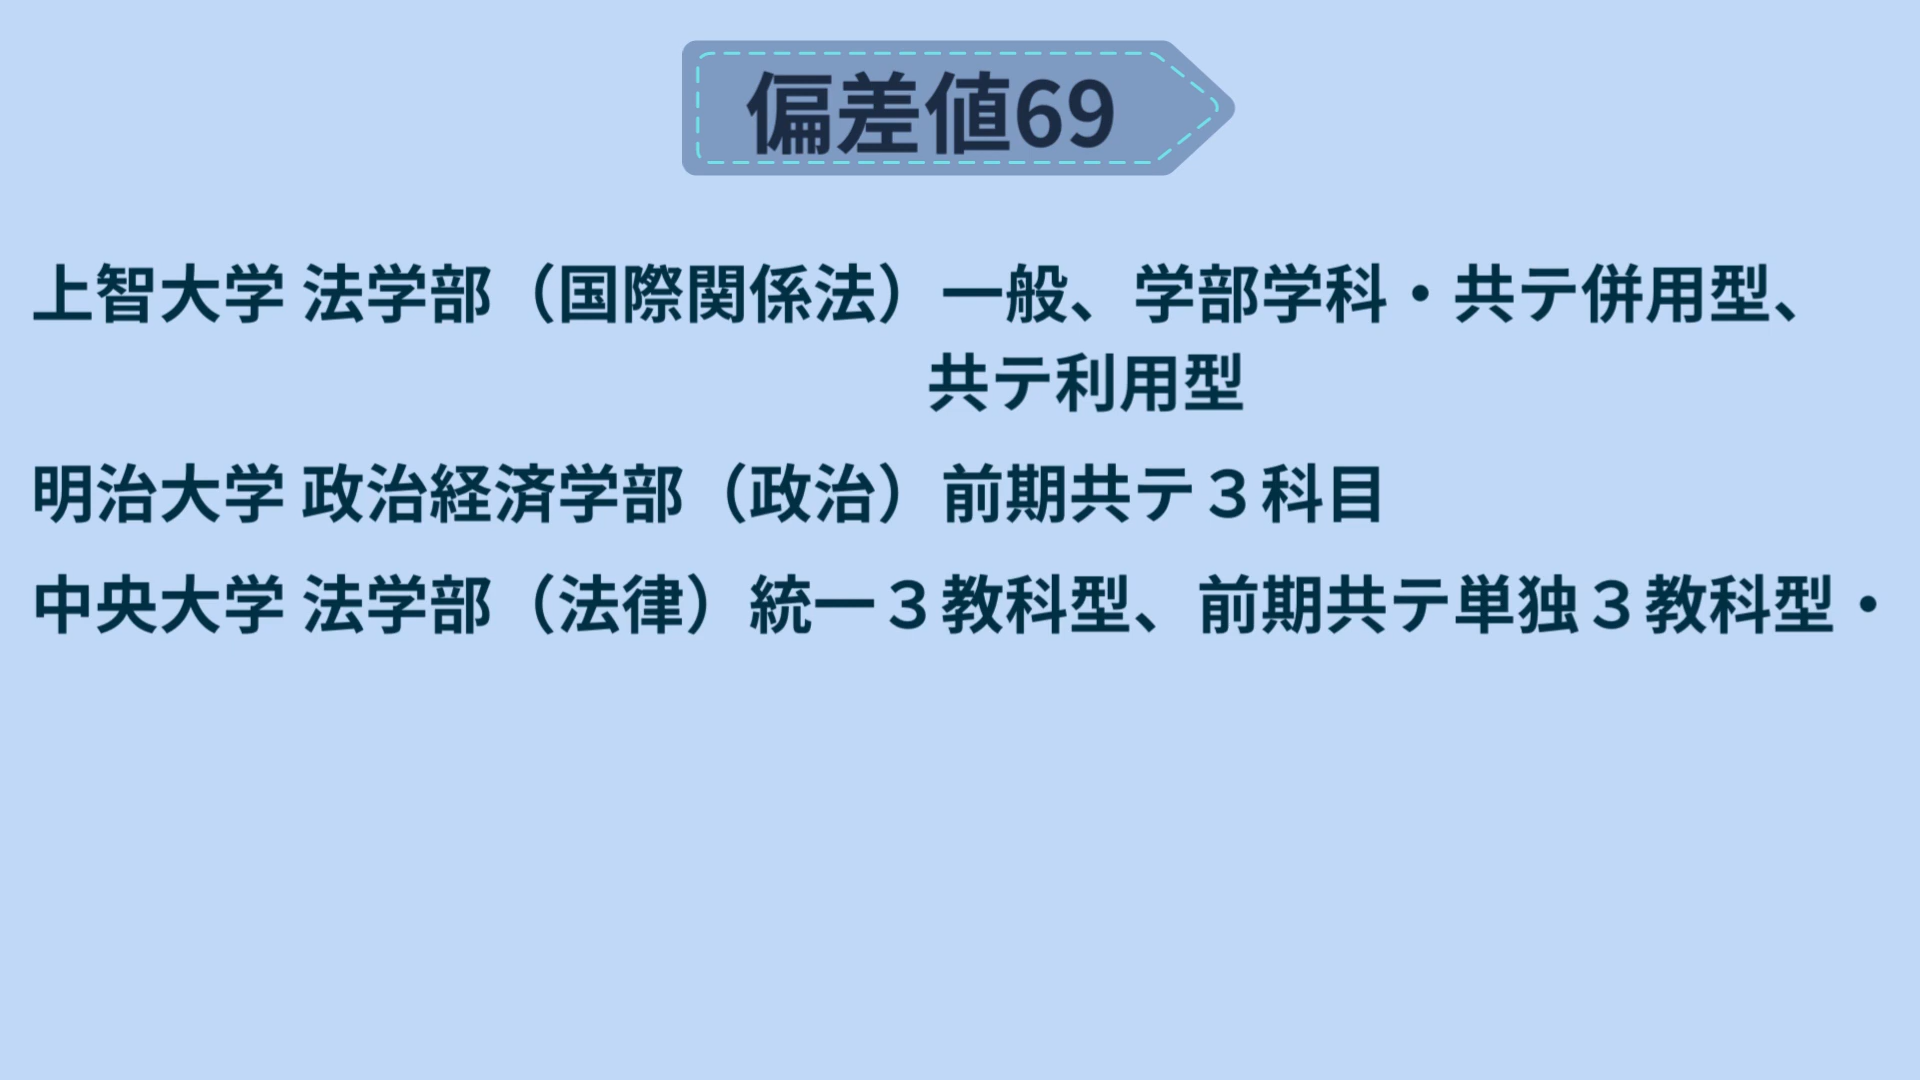 偏差値69
上智大学 法学部（国際関係法）一般、学部学科・共テ併用型、
共テ利用型
明治大学 政治経済学部（政治）前期共テ３科目
中央大学 法学部（法律）統一３教科型、前期共テ単独３教科型・